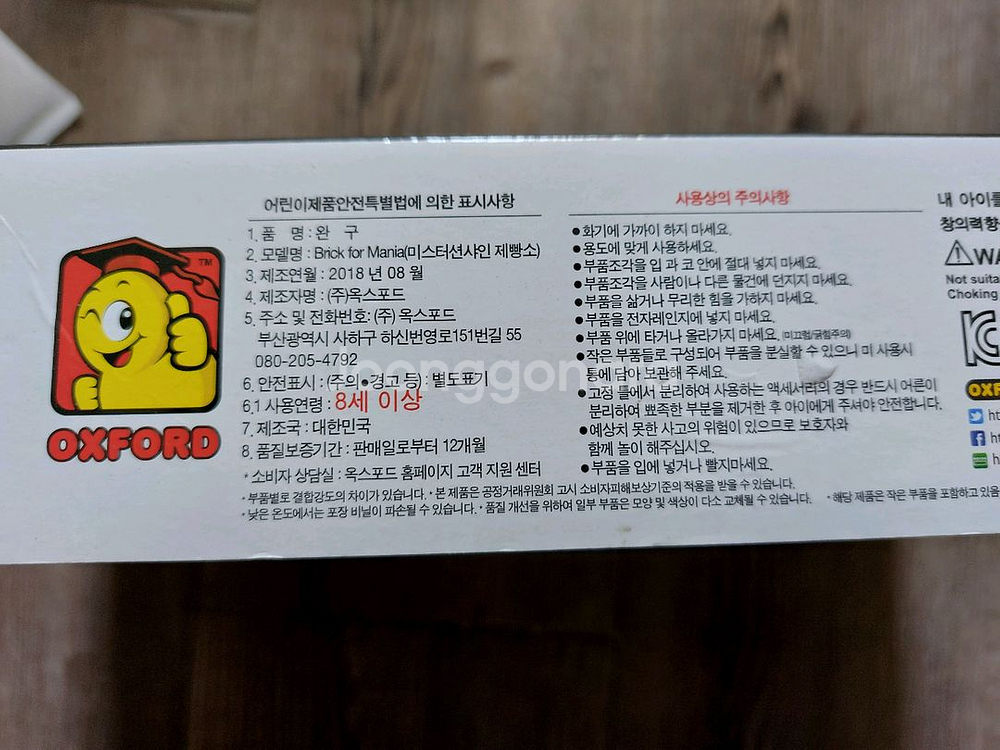 어린이제품안전특별법에 의한 표시사항
1. 품 명 : 완 구
2. 모델명 : Brick for Mania(미스터션샤인 제빵소)
3. 제조연월 : 2018 년 08 월
4. 제조자명 : (주)옥스포드
5. 주소 및 전화번호: (주) 옥스포드
부산광역시 사하구 하신번영로151번길 55
080-205-4792
6. 안전표시 : (주의●경고 등) : 별도표기
6.1 사용연령 : 8세 이상
7. 제조국 : 대한민국
8. 품질보증기간 : 판매일로부터 12개월
* 소비자 상담실 : 옥스포드 홈페이지 고객 지원 센터
TM
OXFORD
사용상의 주의사항
●화기에 가까이 하지 마세요.
●용도에 맞게 사용하세요.
●부품조각을 입 과 코 안에 절대 넣지 마세요.
●부품조각을 사람이나 다른 물건에 던지지 마세요.
●부품을 삶거나 무리한 힘을 가하지 마세요.
●부품을 전자레인지에 넣지 마세요.
●부품 위에 타거나 올라가지 마세요. (미끄럼/긁힘주의)
●작은 부품들로 구성되어 부품을 분실할 수 있으니 미 사용시
통에 담아 보관해 주세요.
●고정 틀에서 분리하여 사용하는 액세서리의 경우 반드시 어른이
분리하여 뾰족한 부분을 제거한 후 아이에게 주셔야 안전합니다.
●예상치 못한 사고의 위험이 있으므로 보호자와
함께 놀이 해주십시오.
●부품을 입에 넣거나 빨지마세요.
* 부품별로 결합강도의 차이가 있습니다. * 본 제품은 공정거래위원회 고시 소비자피해보상기준의 적용을 받을 수 있습니다.
* 낮은 온도에서는 포장 비닐이 파손될 수 있습니다. * 품질 개선을 위하여 일부 부품은 모양 및 색상이 다소 교체될 수 있습니다. * 해당 제품은 작은 부품을 포함하고 있음
내 아이를
창의력향
WA
Not suita
Choking
OXF
ht
ht
h